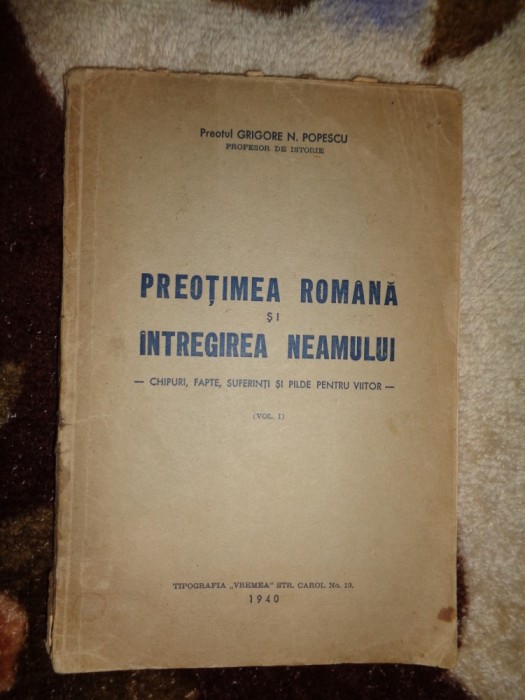 Preotul GRIGORE N. POPESCU
PROFESOR DE ISTORIE
PREOȚIMEA ROMÂNĂ
ȘI
ÎNTREGIREA NEAMULUI
— CHIPURI, FAPTE, SUFERINȚI ȘI PILDE PENTRU VIITOR —
(VOL. I)
TIPOGRAFIA „VREMEA" STR. CAROL No. 10.
1940